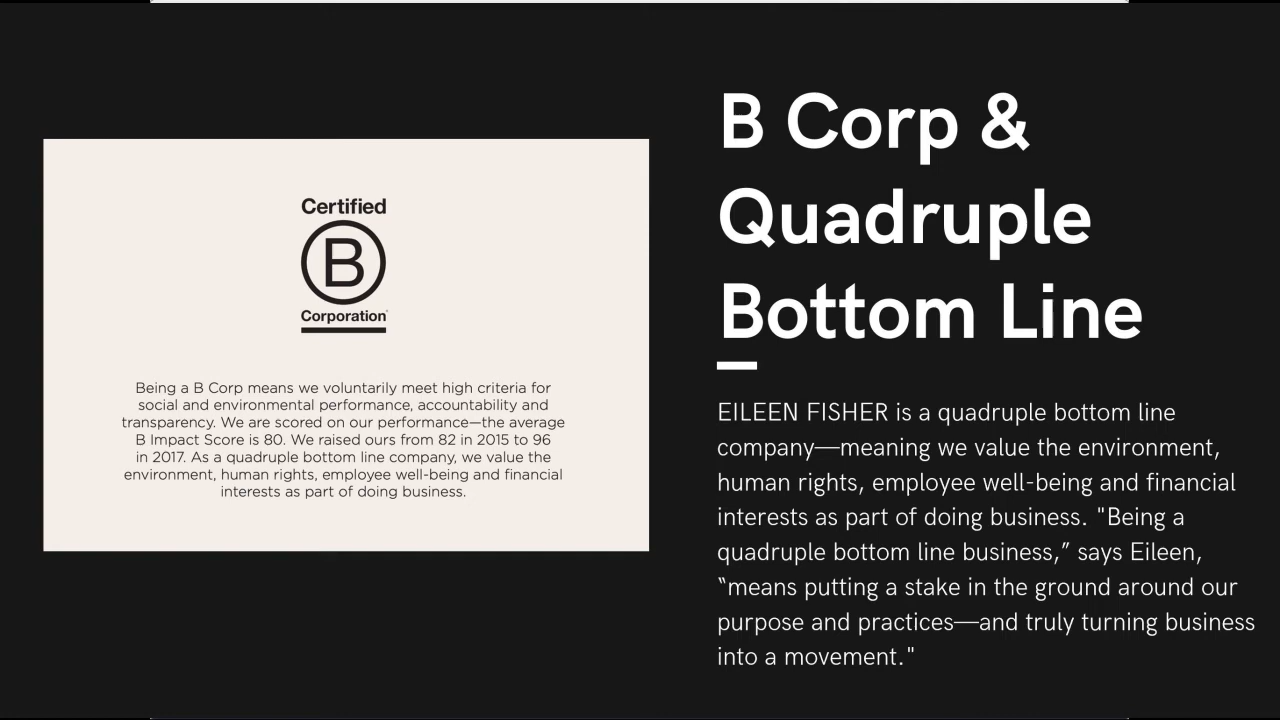 Certified
B
Corporation
Being a B Corp means we voluntarily meet high criteria for
social and environmental performance, accountability and
transparency. We are scored on our performance—the average
B Impact Score is 80. We raised ours from 82 in 2015 to 96
in 2017. As a quadruple bottom line company, we value the
environment, human rights, employee well-being and financial
interests as part of doing business.
B Corp &
Quadruple
Bottom Line
EILEEN FISHER is a quadruple bottom line
company—meaning we value the environment,
human rights, employee well-being and financial
interests as part of doing business. "Being a
quadruple bottom line business,” says Eileen,
“means putting a stake in the ground around our
purpose and practices—and truly turning business
into a movement."